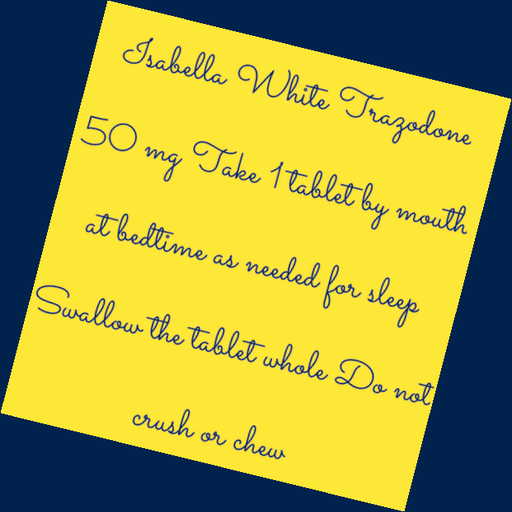 Isabella White Trazodone
50 mg Take 1 tablet by mouth
at bedtime as needed for sleep
Swallow the tablet whole Do not
crush or chew